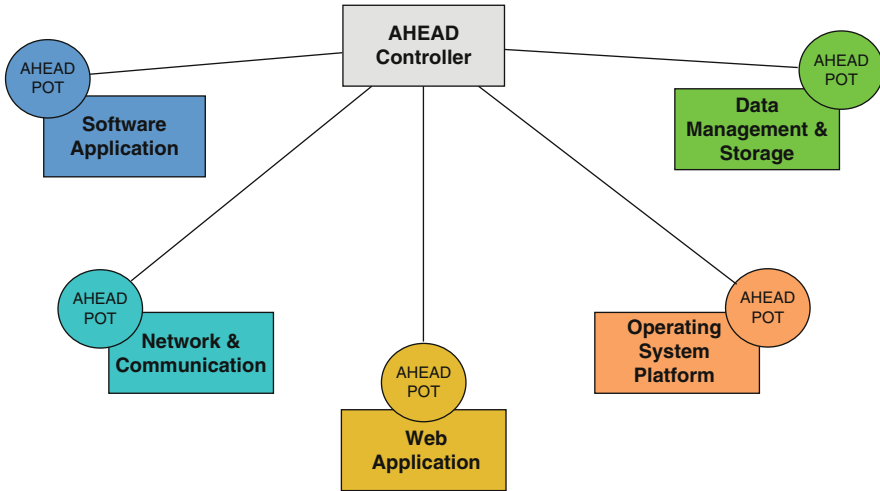 AHEAD
Controller
AHEAD
POT
Software
Application
AHEAD
POT
Data
Management &
Storage
AHEAD
POT
Network &
Communication
AHEAD
POT
Operating
System
Platform
AHEAD
POT
Web
Application